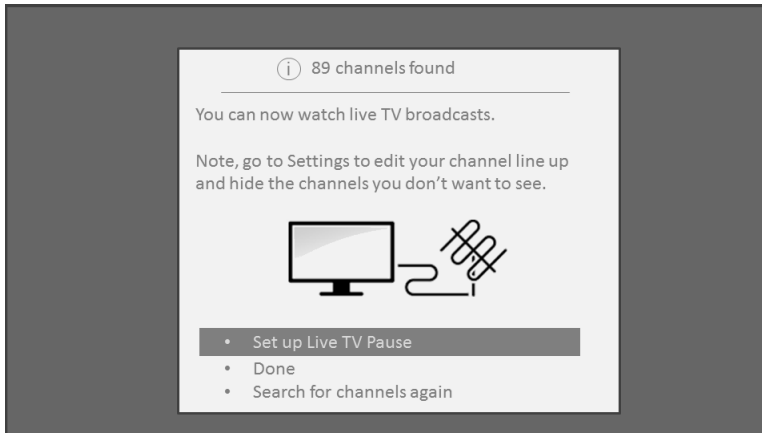 89 channels found
You can now watch live TV broadcasts.
Note, go to Settings to edit your channel line up
and hide the channels you don’t want to see.
• Set up Live TV Pause
• Done
• Search for channels again